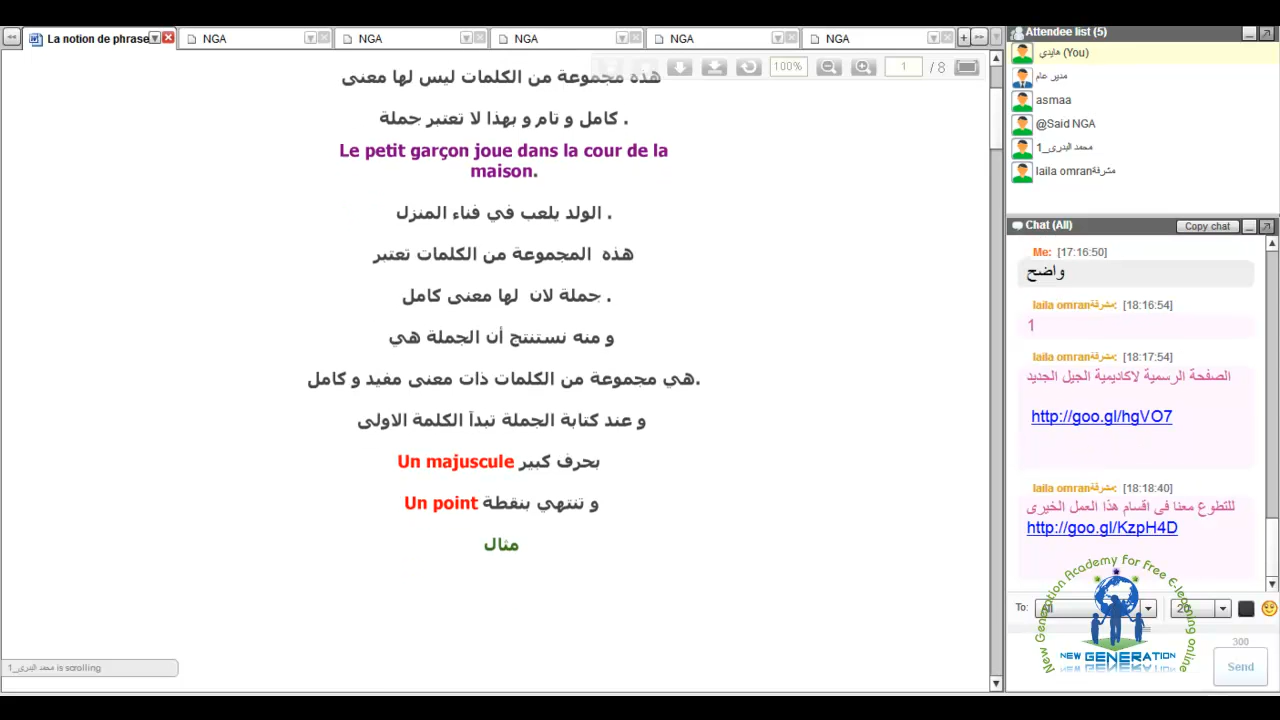 La notion de phrase
NGA
NGA
NGA
NGA
NGA
100%
1
/ 8
هذه مجموعة من الكلمات ليس لها معنى
كامل و تام و بهذا لا تعتبر جملة .
Le petit garçon joue dans la cour de la
maison.
الولد يلعب في فناء المنزل .
هذه المجموعة من الكلمات تعتبر
جملة لان لها معنى كامل .
و منه نستنتج أن الجملة هي
هي مجموعة من الكلمات ذات معنى مفيد و كامل.
و عند كتابة الجملة تبدآ الكلمة الاولى
بحرف كبير Un majuscule
و تنتهي بنقطة Un point
مثال
محمد البدرى_1 is scrolling
Attendee list (5)
هايدي (You)
مدير عام
asmaa
@Said NGA
محمد البدرى_1
laila omranمشرفة
Chat (All)
Copy chat
Me: [17:16:50]
واضح
laila omranمشرفة: [18:16:54]
1
laila omranمشرفة: [18:17:54]
الصفحة الرسمية لاكاديمية الجيل الجديد
http://goo.gl/hgVO7
laila omranمشرفة: [18:18:40]
للتطوع معنا فى اقسام هذا العمل الخيرى
http://goo.gl/KzpH4D
To:
All
20
300
Send
New Generation Academy for Free E-learning online
NEW GENERATION